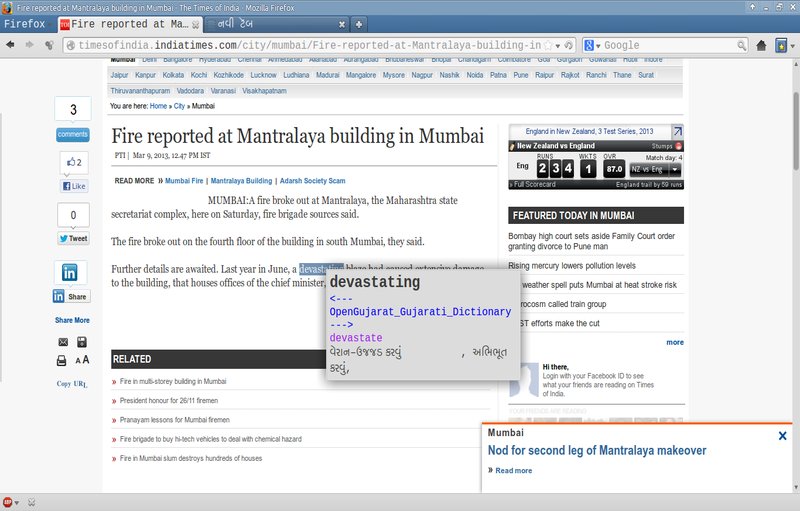 Fire reported at Mantralaya building in Mumbai - The Times of India - Mozilla Firefox
Firefox
Fire reported at Ma...
નવી ટેબ
timesofindia.indiatimes.com/city/mumbai/Fire-reported-at-Mantralaya-building-in
Google
Mumbai Delhi Bangalore Hyderabad Chennai Ahmedabad Allahabad Bhubaneswar Bhopal Chandigarh Coimbatore Goa Gurgaon Guwahati Hubli Indore
Jaipur Kanpur Kolkata Kochi Kozhikode Lucknow Ludhiana Madurai Mangalore Mysore Nagpur Nashik Noida Patna Pune Raipur Rajkot Ranchi Thane Surat
Thiruvananthapuram Vadodara Varanasi Visakhapatnam
You are here: Home » City » Mumbai
3
comments
2
Like
0
Tweet
Share
Share More
A A
Copy URL
Fire reported at Mantralaya building in Mumbai
PTI | Mar 9, 2013, 12.47 PM IST
READ MORE » Mumbai Fire | Mantralaya Building | Adarsh Society Scam
MUMBAI:A fire broke out at Mantralaya, the Maharashtra state
secretariat complex, here on Saturday, fire brigade sources said.
The fire broke out on the fourth floor of the building in south Mumbai, they said.
Further details are awaited. Last year in June, a devastating blaze had caused extensive damage
to the building, that houses offices of the chief minister,
devastating
<---
OpenGujarat_Gujarati_Dictionary
--->
devastate
વેરાન-ઉજ્જડ કરવું , અભિભૂત
કરવું,
RELATED
» Fire in multi-storey building in Mumbai
» President honour for 26/11 firemen
» Pranayam lessons for Mumbai firemen
» Fire brigade to buy hi-tech vehicles to deal with chemical hazard
» Fire in Mumbai slum destroys hundreds of houses
England in New Zealand, 3 Test Series, 2013
New Zealand vs England Stumps
RUNS WKTS OVR Match day: 4
Eng 2 3 4 1 87.0 NZ vs Eng
» Full Scorecard England trail by 59 runs
FEATURED TODAY IN MUMBAI
Bombay high court sets aside Family Court order
granting divorce to Pune man
Rising mercury lowers pollution levels
weather spell puts Mumbai at heat stroke risk
rocosm called train group
ST efforts make the cut
more
Hi there,
Login with your Facebook ID to see
what your friends are reading on Times
of India.
YOUR FRIENDS ARE READING
Mumbai
Nod for second leg of Mantralaya makeover
» Read more
ABP